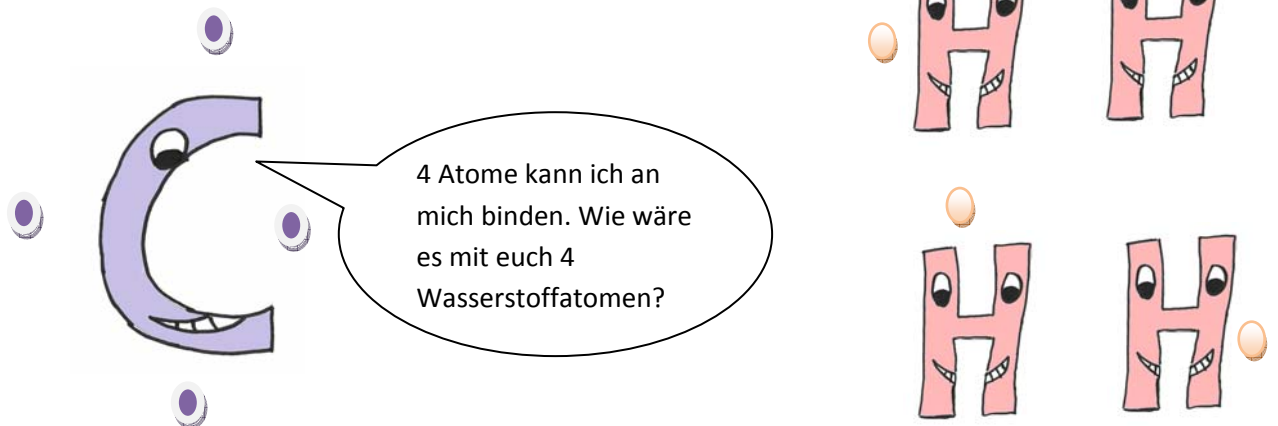 C
4 Atome kann ich an
mich binden. Wie wäre
es mit euch 4
Wasserstoffatomen?
H H
H H